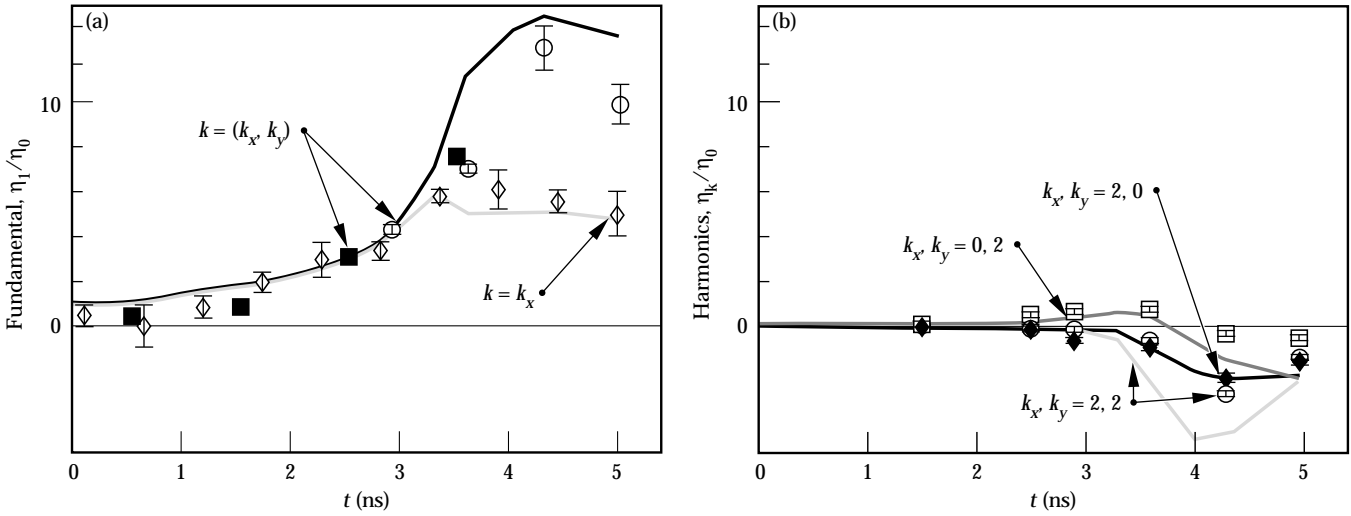 (a)
Fundamental, η1/η0
10
0
k = (kx, ky)
k = kx
0 1 2 3 4 5
t (ns)
(b)
Harmonics, ηk/η0
10
0
kx, ky = 2, 0
kx, ky = 0, 2
kx, ky = 2, 2
0 1 2 3 4 5
t (ns)